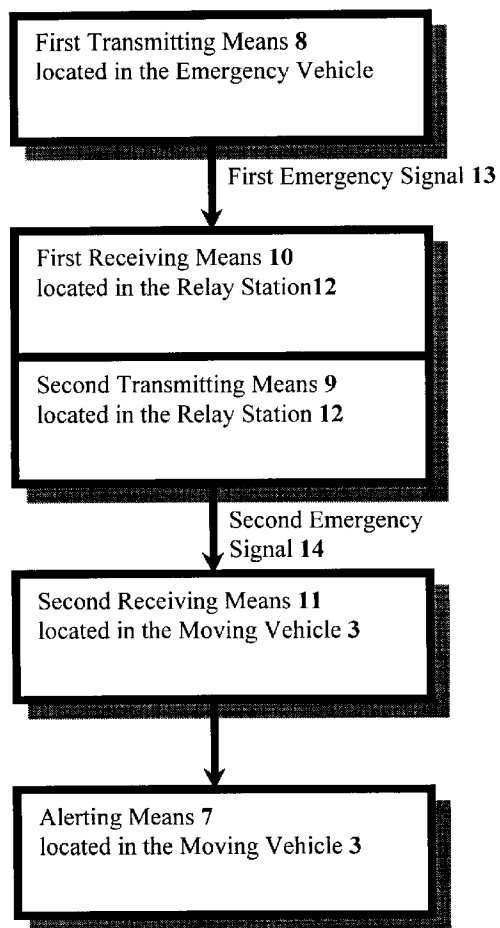 First Transmitting Means 8
located in the Emergency Vehicle
First Emergency Signal 13
First Receiving Means 10
located in the Relay Station12
Second Transmitting Means 9
located in the Relay Station 12
Second Emergency
Signal 14
Second Receiving Means 11
located in the Moving Vehicle 3
Alerting Means 7
located in the Moving Vehicle 3